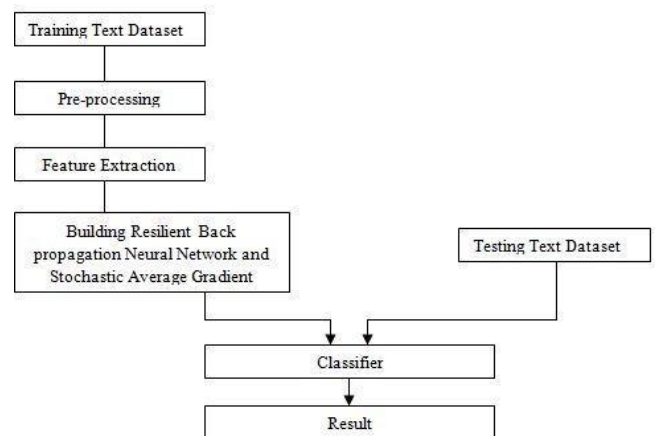 Training Text Dataset
Pre-processing
Feature Extraction
Building Resilient Back
propagation Neural Network and
Stochastic Average Gradient
Testing Text Dataset
Classifier
Result